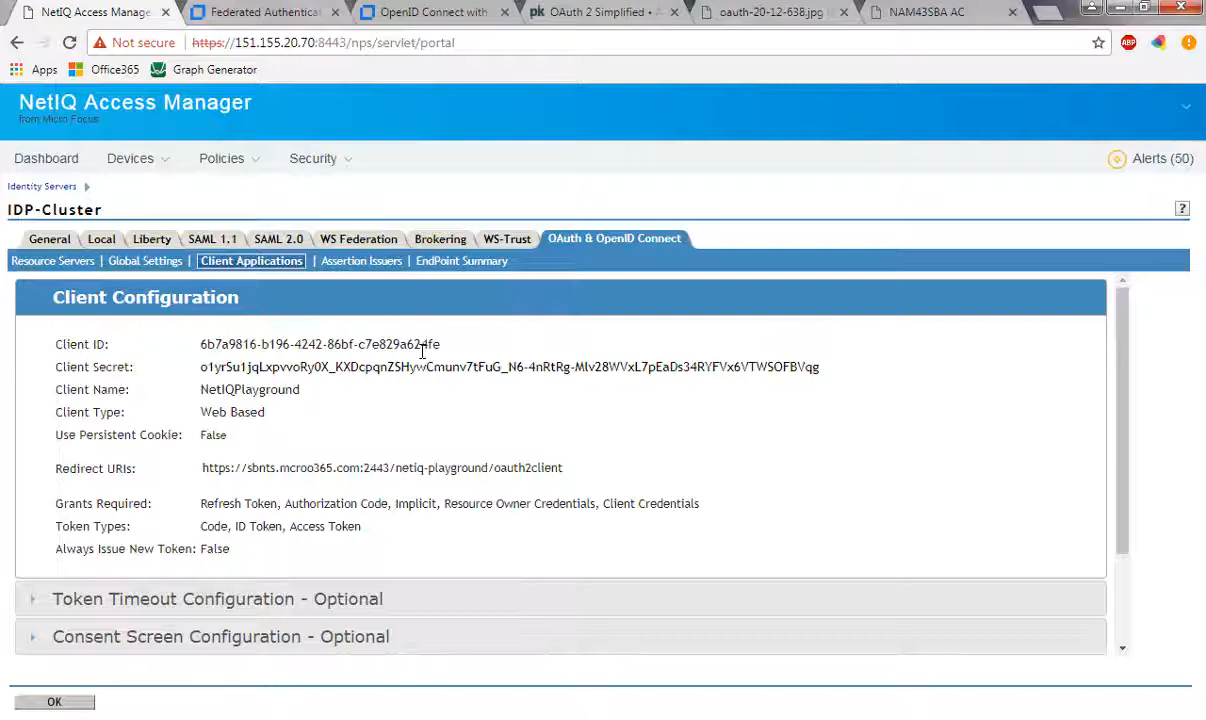 NetIQ Access Manage
Federated Authentica
OpenID Connect with
pk OAuth 2 Simplified • A
oauth-20-12-638.jpg
NAM43SBA AC
Not secure | https://151.155.20.70:8443/nps/servlet/portal
ABP
Apps Office365 Graph Generator
NetIQ Access Manager
from Micro Focus
Dashboard Devices Policies Security Alerts (50)
Identity Servers
IDP-Cluster
?
General Local Liberty SAML 1.1 SAML 2.0 WS Federation Brokering WS-Trust OAuth & OpenID Connect
Resource Servers | Global Settings | Client Applications | Assertion Issuers | EndPoint Summary
Client Configuration
Client ID: 6b7a9816-b196-4242-86bf-c7e829a624fe
Client Secret: o1yrSu1jqLxpvvoRy0X_KXDcpqnZSHywCmunv7tFuG_N6-4nRtRg-Mlv28WVxL7pEaDs34RYFVx6VTWSOFBVqg
Client Name: NetIQPlayground
Client Type: Web Based
Use Persistent Cookie: False
Redirect URIs: https://sbnts.mcroo365.com:2443/netiq-playground/oauth2client
Grants Required: Refresh Token, Authorization Code, Implicit, Resource Owner Credentials, Client Credentials
Token Types: Code, ID Token, Access Token
Always Issue New Token: False
Token Timeout Configuration - Optional
Consent Screen Configuration - Optional
OK